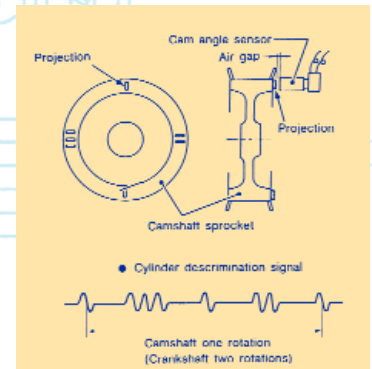 Cam angle sensor
Air gap
Projection
Projection
Camshaft sprocket
● Cylinder descrimination signal
Camshaft one rotation
(Crankshaft two rotations)